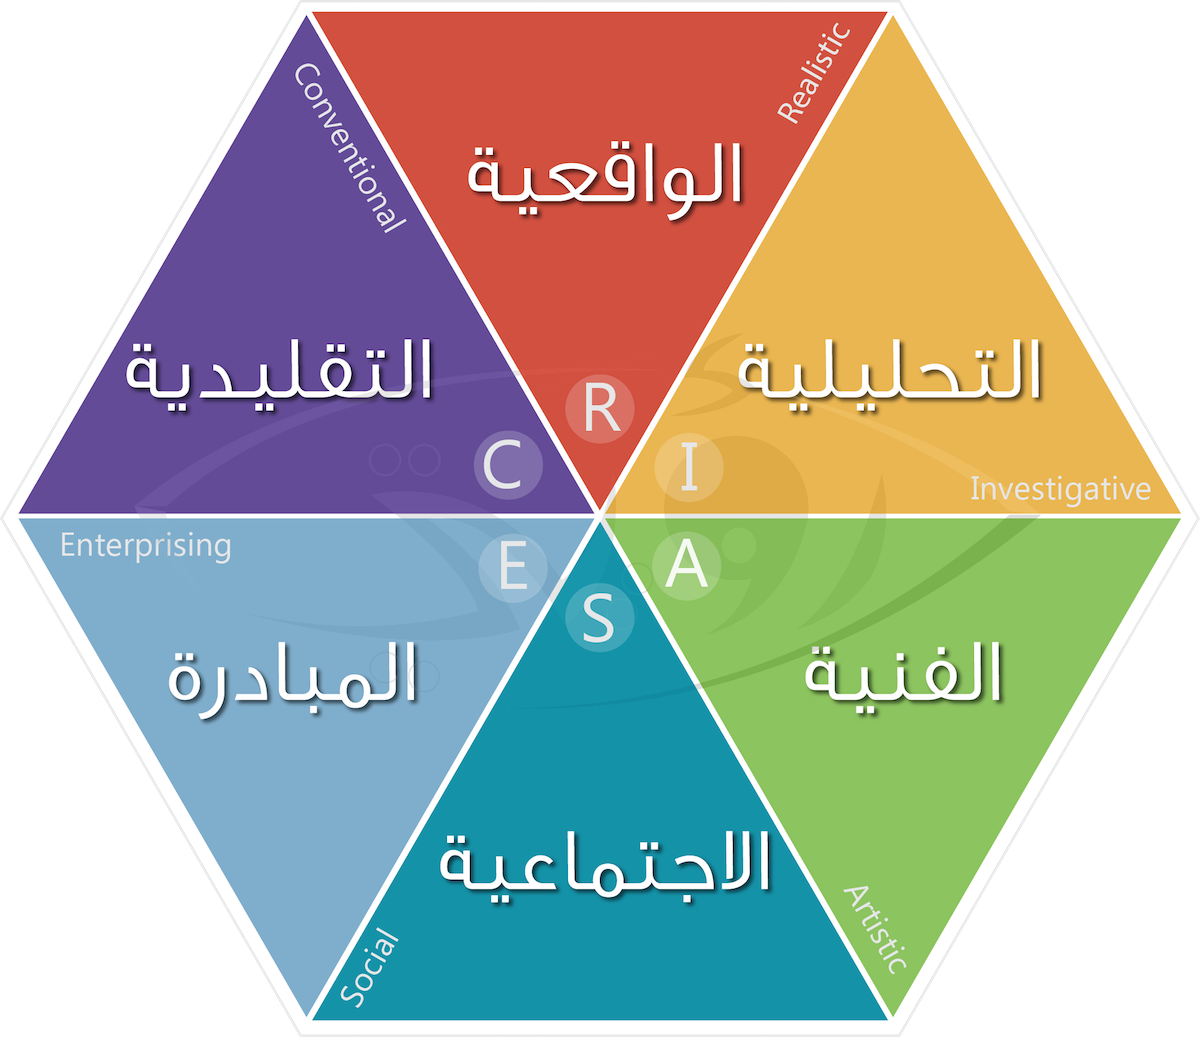 Realistic
الواقعية
R
Investigative
التحليلية
I
Artistic
الفنية
A
Social
الاجتماعية
S
Enterprising
المبادرة
E
Conventional
التقليدية
C